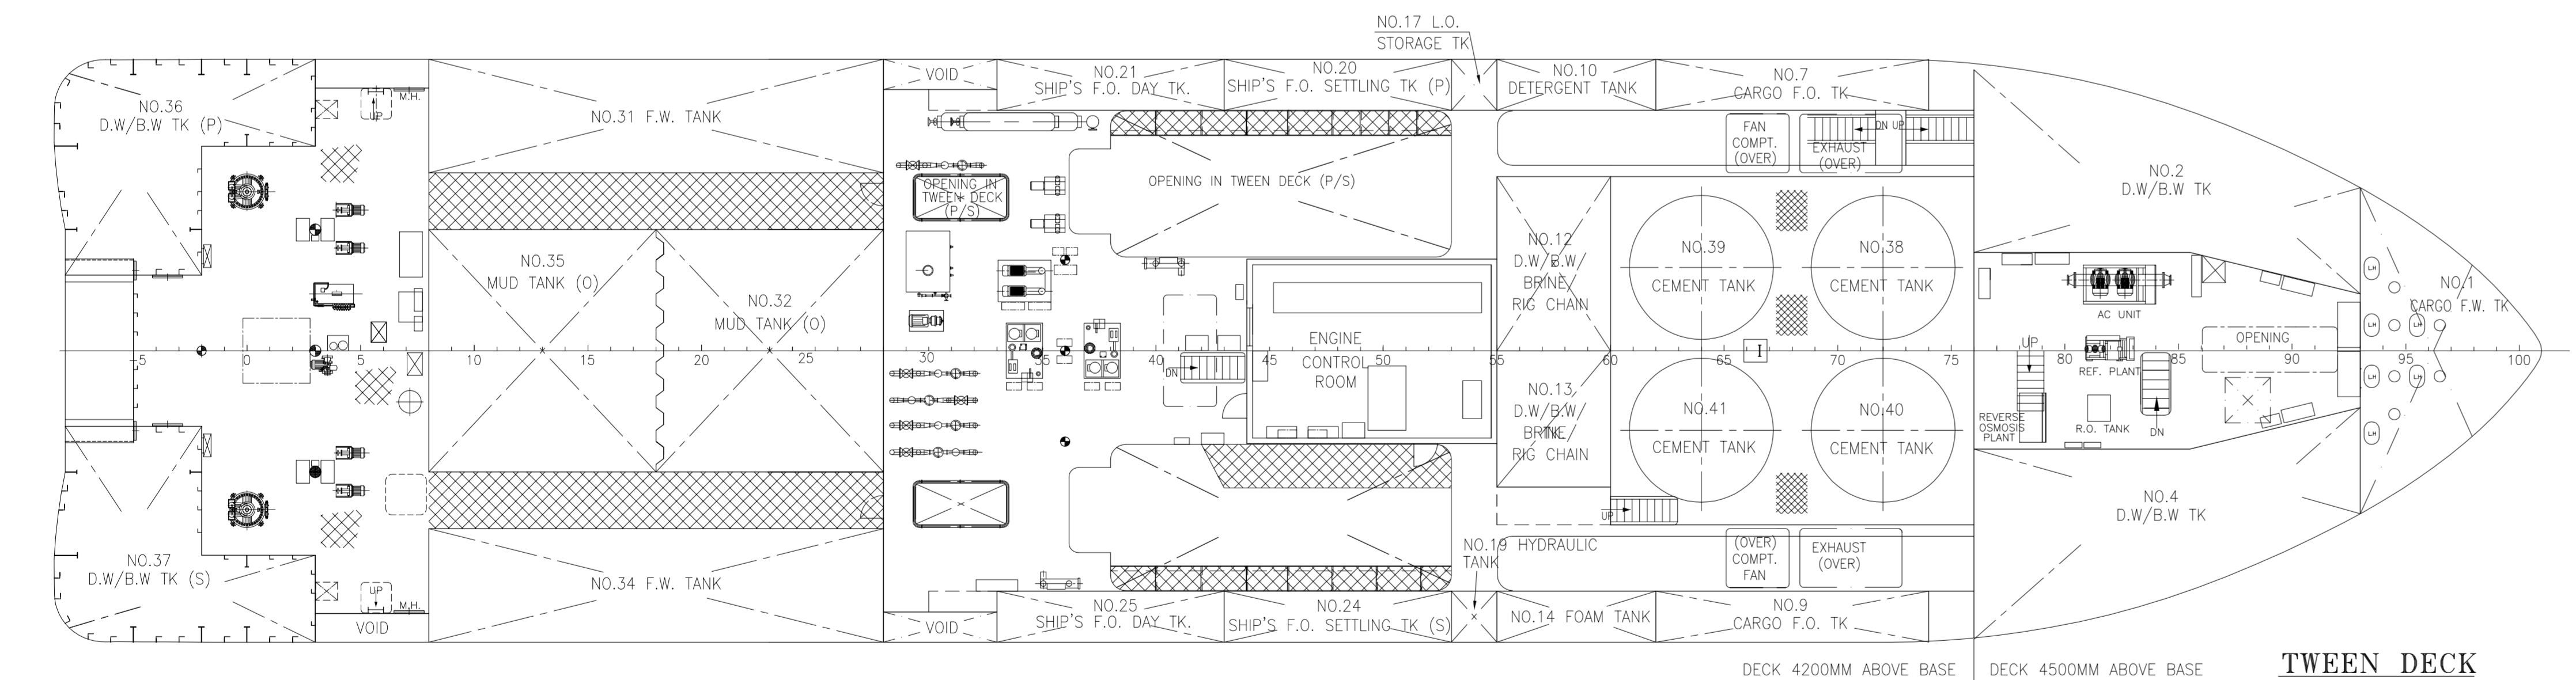 NO.17 L.O.
STORAGE TK
NO.36
D.W/B.W TK (P)
UP
M.H.
NO.31 F.W. TANK
VOID
NO.21
SHIP'S F.O. DAY TK.
NO.20
SHIP'S F.O. SETTLING TK (P)
NO.10
DETERGENT TANK
NO.7
CARGO F.O. TK
OPENING IN
TWEEN DECK
(P/S)
OPENING IN TWEEN DECK (P/S)
FAN
COMPT.
(OVER)
EXHAUST
(OVER)
DN UP
NO.2
D.W/B.W TK
NO.35
MUD TANK (O)
NO.32
MUD TANK (O)
NO.12
D.W/B.W/
BRINE/
RIG CHAIN
NO.39
CEMENT TANK
NO.38
CEMENT TANK
AC UNIT
NO.1
CARGO F.W. TK
LH
LH
LH
ENGINE
CONTROL
ROOM
DN
OPENING
UP
REF. PLANT
-5 0 5 10 15 20 25 30 35 40 45 50 55 60 65 70 75 80 85 90 95 100
I
NO.13
D.W/B.W/
BRINE/
RIG CHAIN
NO.41
CEMENT TANK
NO.40
CEMENT TANK
REVERSE
OSMOSIS
PLANT
R.O. TANK
DN
LH
LH
LH
UP
NO.4
D.W/B.W TK
NO.37
D.W/B.W TK (S)
UP
M.H.
VOID
NO.34 F.W. TANK
VOID
NO.25
SHIP'S F.O. DAY TK.
NO.24
SHIP'S F.O. SETTLING TK (S)
NO.19 HYDRAULIC
TANK
NO.14 FOAM TANK
(OVER)
COMPT.
FAN
EXHAUST
(OVER)
NO.9
CARGO F.O. TK
DECK 4200MM ABOVE BASE
DECK 4500MM ABOVE BASE
TWEEN DECK